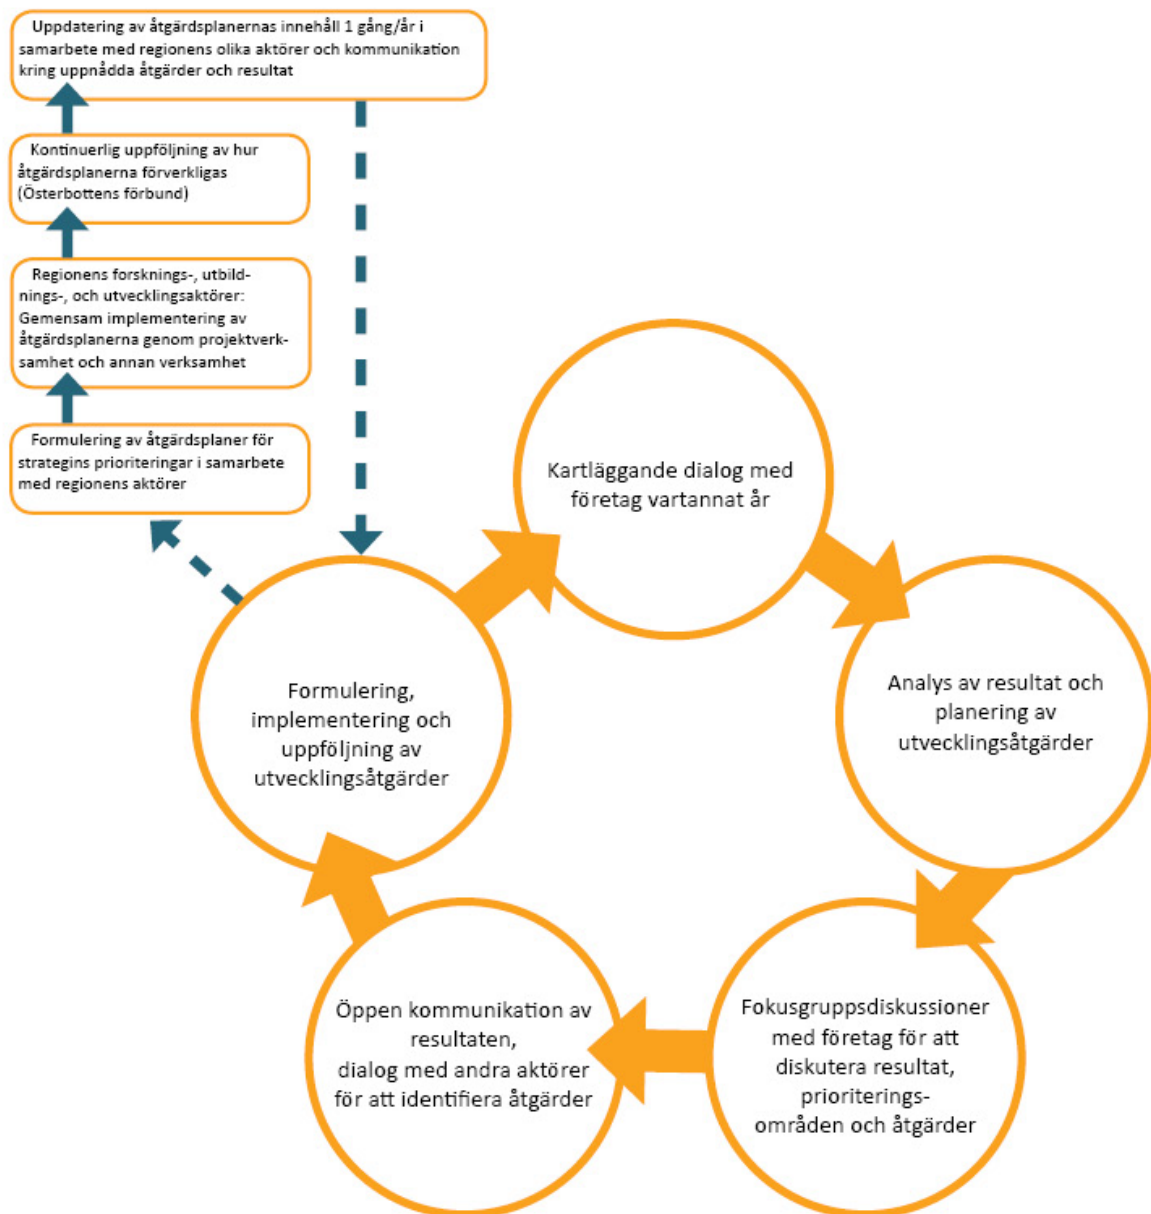 Uppdatering av åtgärdsplanernas innehåll 1 gång/år i
samarbete med regionens olika aktörer och kommunikation
kring uppnådda åtgärder och resultat
Kontinuerlig uppföljning av hur
åtgärdsplanerna förverkligas
(Österbottens förbund)
Regionens forsknings-, utbild-
nings-, och utvecklingsaktörer:
Gemensam implementering av
åtgärdsplanerna genom projektverk-
samhet och annan verksamhet
Formulering av åtgärdsplaner för
strategins prioriteringar i samarbete
med regionens aktörer
Kartläggande dialog med
företag vartannat år
Analys av resultat och
planering av
utvecklingsåtgärder
Fokusgruppsdiskussioner
med företag för att
diskutera resultat,
prioriterings-
områden och åtgärder
Öppen kommunikation av
resultaten,
dialog med andra aktörer
för att identifiera åtgärder
Formulering,
implementering och
uppföljning av
utvecklingsåtgärder